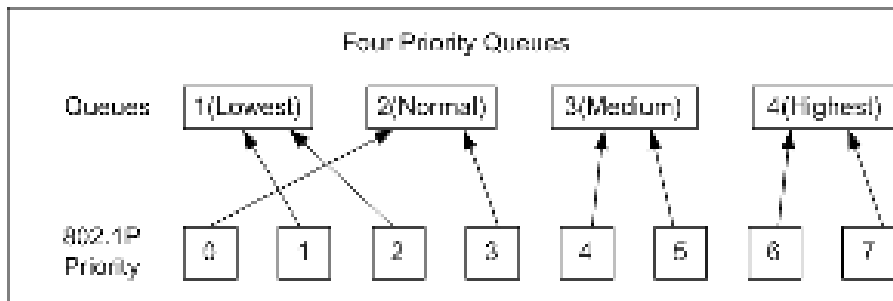 Four Priority Queues
Queues 1(Lowest) 2(Normal) 3(Medium) 4(Highest)
802.1P
Priority
0 1 2 3 4 5 6 7